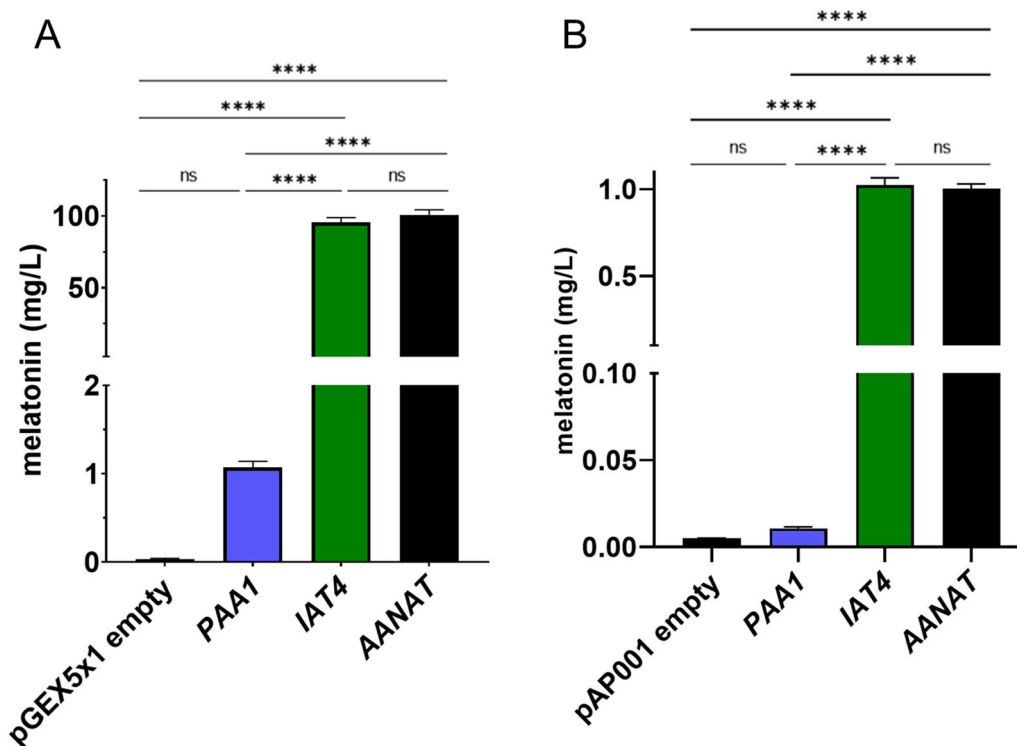 A
****
****
****
ns
****
ns
melatonin (mg/L)
100
50
2
1
0
pGEX5x1 empty
PAA1
IAT4
AANAT
B
****
****
****
ns
****
ns
melatonin (mg/L)
1.0
0.5
0.10
0.05
0.00
pAP001 empty
PAA1
IAT4
AANAT